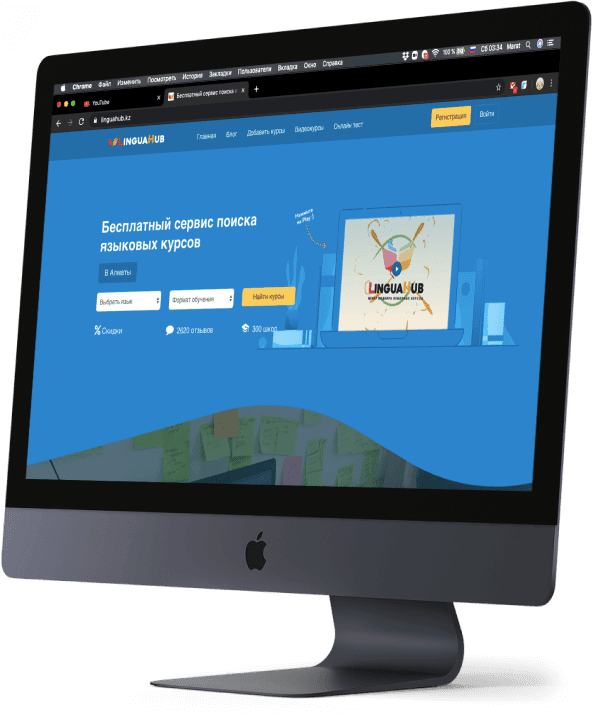 Chrome Файл Изменить Посмотреть История Закладки Пользователи Вкладка Окно Справка 100 % Сб 03:34 Marat
YouTube
Бесплатный сервис поиска
linguahub.kz
LINGUAHUB Главная Блог Добавить курсы Видеокурсы Онлайн тест Регистрация Войти
Бесплатный сервис поиска
языковых курсов
Нажмите
на Play :)
В Алматы
Выбрать язык Формат обучения Найти курсы
Скидки 2620 отзывов 300 школ
LINGUAHUB